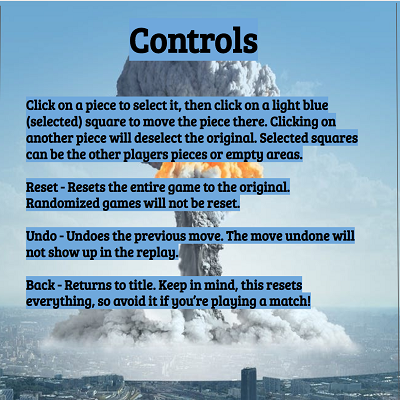 Controls
Click on a piece to select it, then click on a light blue
(selected) square to move the piece there. Clicking on
another piece will deselect the original. Selected squares
can be the other players pieces or empty areas.
Reset - Resets the entire game to the original.
Randomized games will not be reset.
Undo - Undoes the previous move. The move undone will
not show up in the replay.
Back - Returns to title. Keep in mind, this resets
everything, so avoid it if you're playing a match!